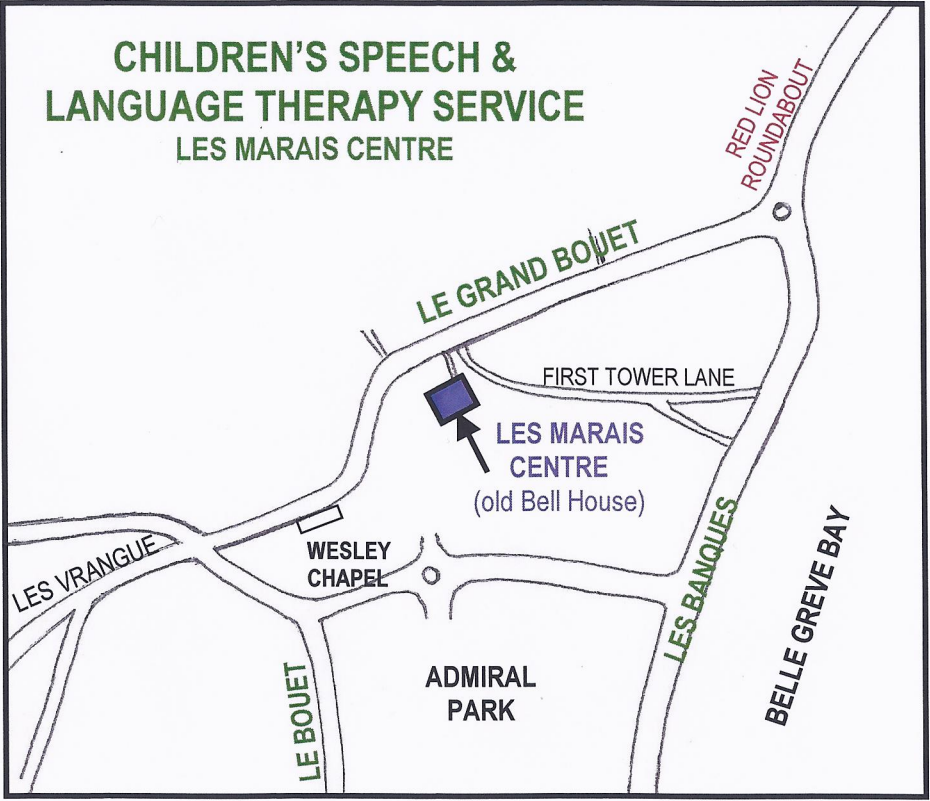 CHILDREN'S SPEECH &
LANGUAGE THERAPY SERVICE
LES MARAIS CENTRE
RED LION
ROUNDABOUT
LE GRAND BOUET
FIRST TOWER LANE
LES MARAIS
CENTRE
(old Bell House)
WESLEY
CHAPEL
LES VRANGUE
LES BANQUES
BELLE GREVE BAY
ADMIRAL
PARK
LE BOUET